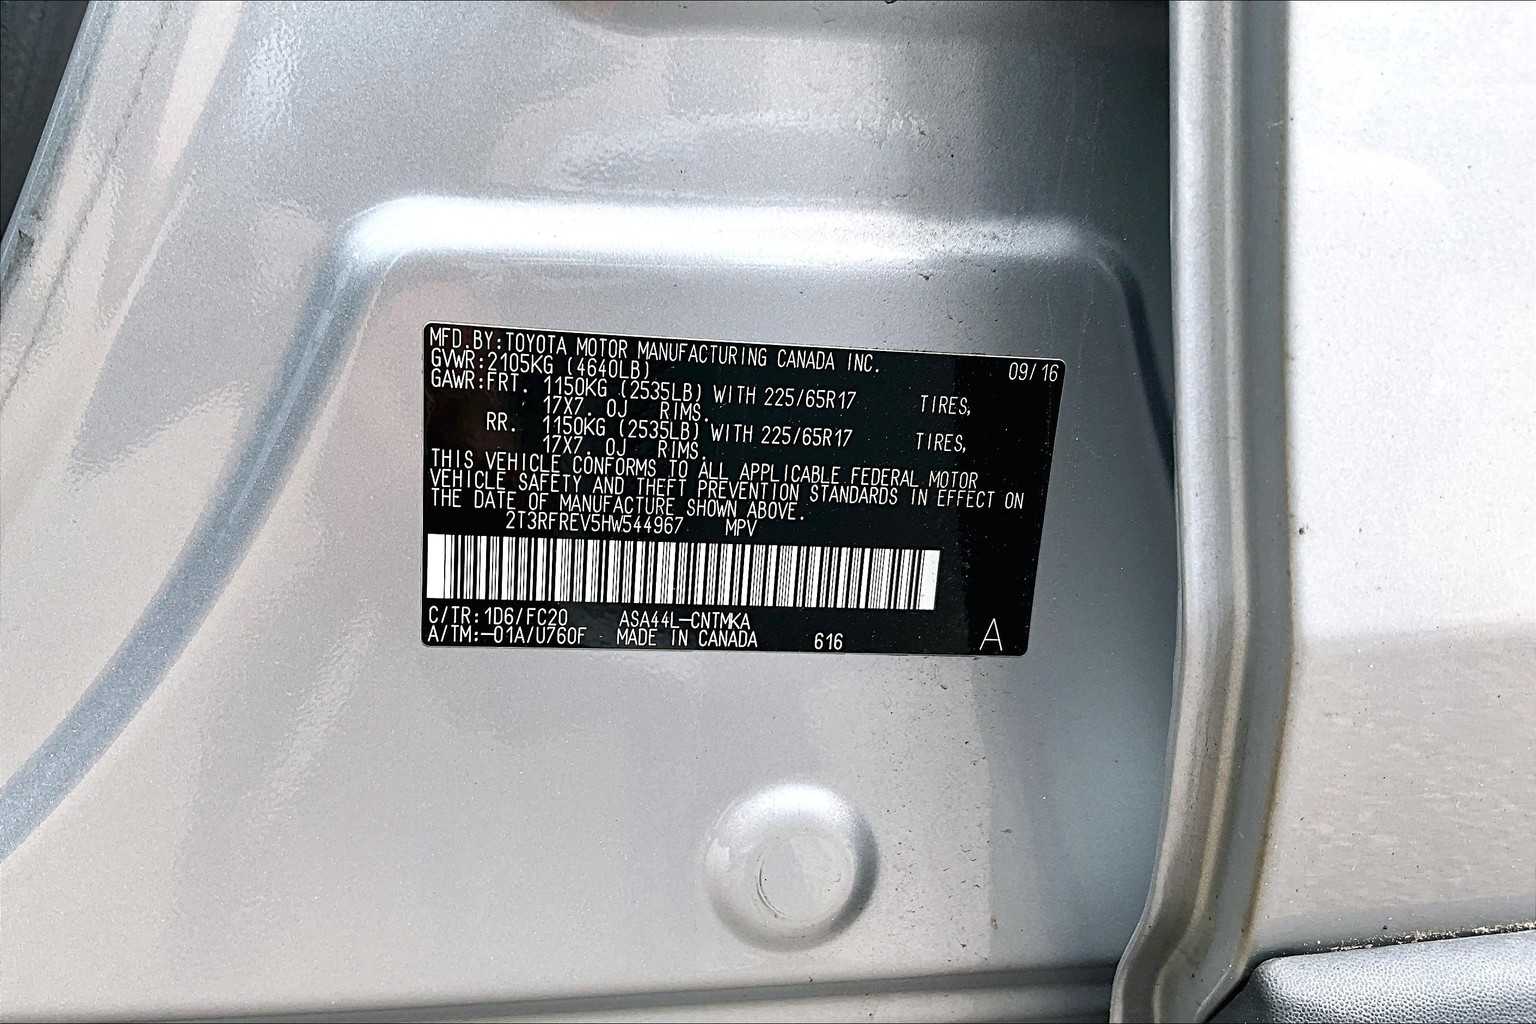 MFD.BY:TOYOTA MOTOR MANUFACTURING CANADA INC.
GVWR:2105KG (4640LB) 09/16
GAWR:FRT. 1150KG (2535LB) WITH 225/65R17 TIRES,
17X7. 0J RIMS.
RR. 1150KG (2535LB) WITH 225/65R17 TIRES,
17X7. 0J RIMS.
THIS VEHICLE CONFORMS TO ALL APPLICABLE FEDERAL MOTOR
VEHICLE SAFETY AND THEFT PREVENTION STANDARDS IN EFFECT ON
THE DATE OF MANUFACTURE SHOWN ABOVE.
2T3RFREV5HW544967 MPV
C/TR:1D6/FC20 ASA44L-CNTMKA
A/TM:-01A/U760F MADE IN CANADA 616 A